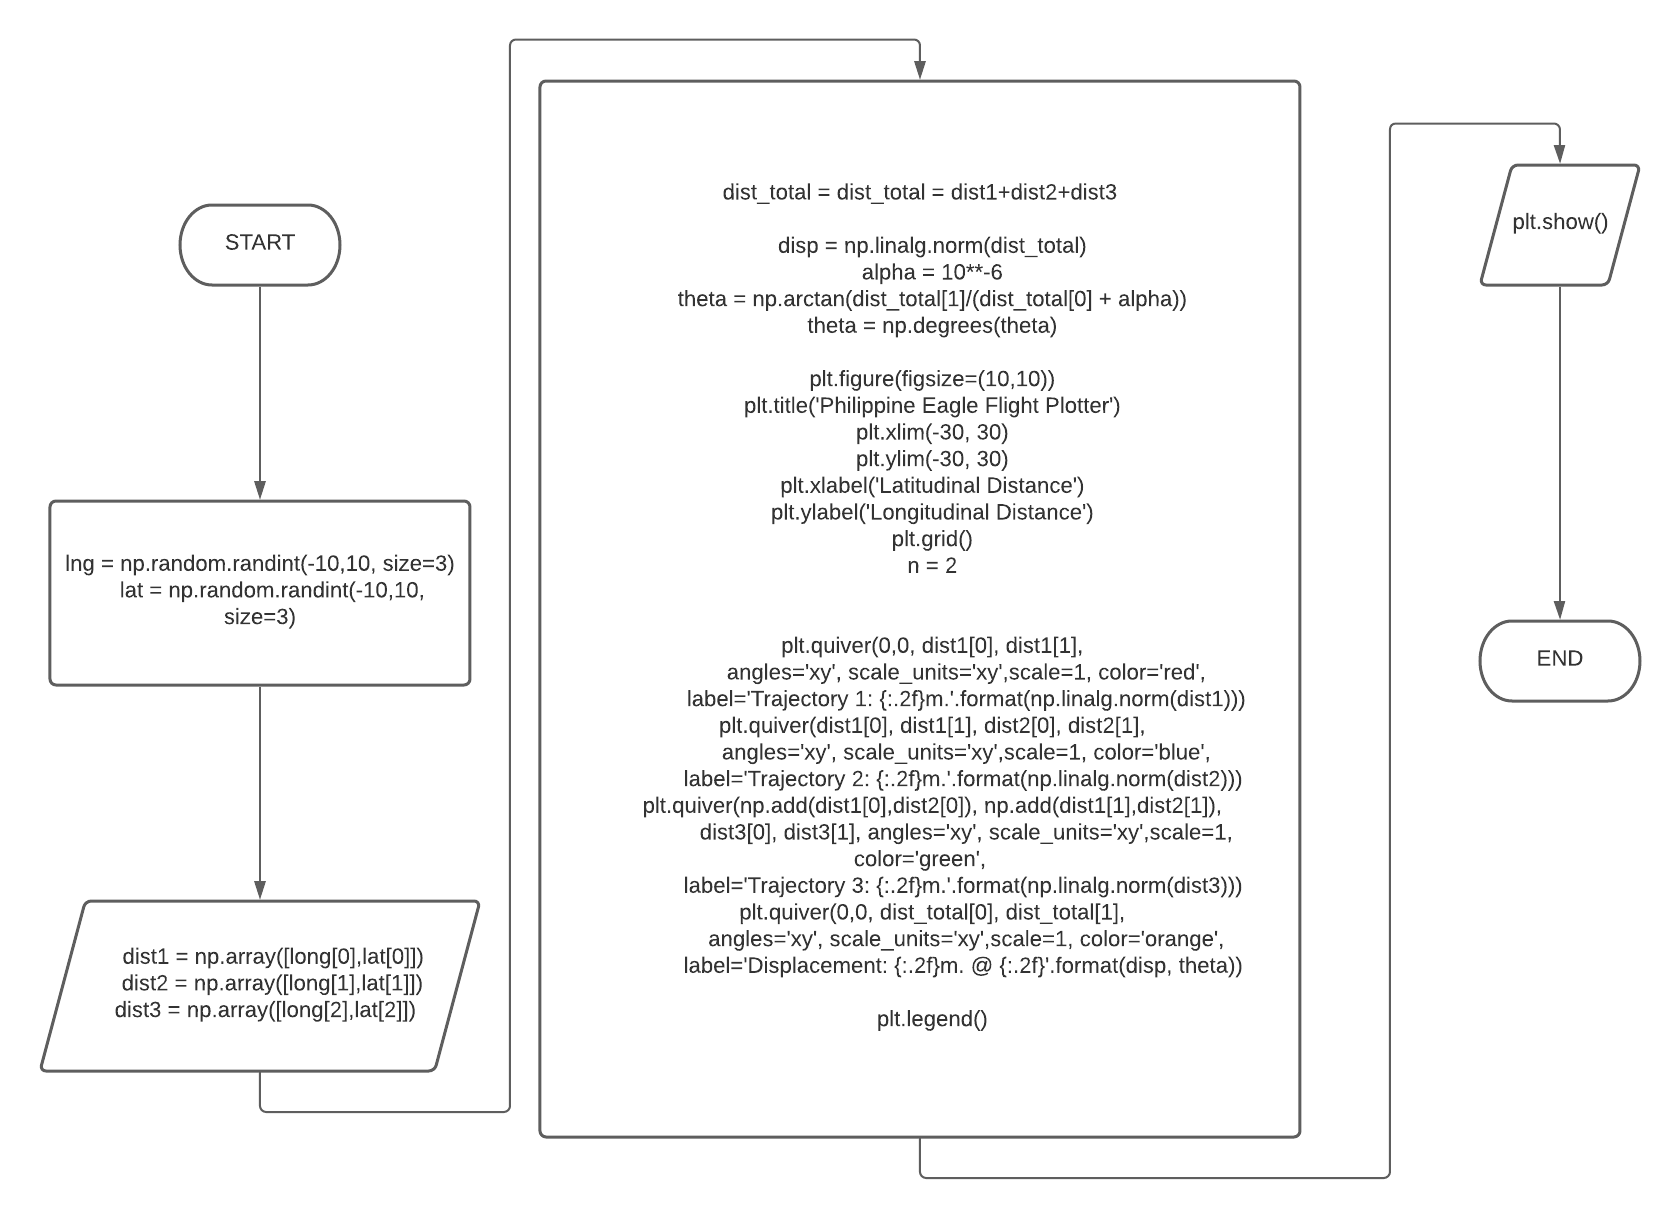 START
lng = np.random.randint(-10,10, size=3)
lat = np.random.randint(-10,10,
size=3)
dist1 = np.array([long[0],lat[0]])
dist2 = np.array([long[1],lat[1]])
dist3 = np.array([long[2],lat[2]])
dist_total = dist_total = dist1+dist2+dist3
disp = np.linalg.norm(dist_total)
alpha = 10**-6
theta = np.arctan(dist_total[1]/(dist_total[0] + alpha))
theta = np.degrees(theta)
plt.figure(figsize=(10,10))
plt.title('Philippine Eagle Flight Plotter')
plt.xlim(-30, 30)
plt.ylim(-30, 30)
plt.xlabel('Latitudinal Distance')
plt.ylabel('Longitudinal Distance')
plt.grid()
n = 2
plt.quiver(0,0, dist1[0], dist1[1],
angles='xy', scale_units='xy',scale=1, color='red',
label='Trajectory 1: {:.2f}m.'.format(np.linalg.norm(dist1)))
plt.quiver(dist1[0], dist1[1], dist2[0], dist2[1],
angles='xy', scale_units='xy',scale=1, color='blue',
label='Trajectory 2: {:.2f}m.'.format(np.linalg.norm(dist2)))
plt.quiver(np.add(dist1[0],dist2[0]), np.add(dist1[1],dist2[1]),
dist3[0], dist3[1], angles='xy', scale_units='xy',scale=1,
color='green',
label='Trajectory 3: {:.2f}m.'.format(np.linalg.norm(dist3)))
plt.quiver(0,0, dist_total[0], dist_total[1],
angles='xy', scale_units='xy',scale=1, color='orange',
label='Displacement: {:.2f}m. @ {:.2f}'.format(disp, theta))
plt.legend()
plt.show()
END